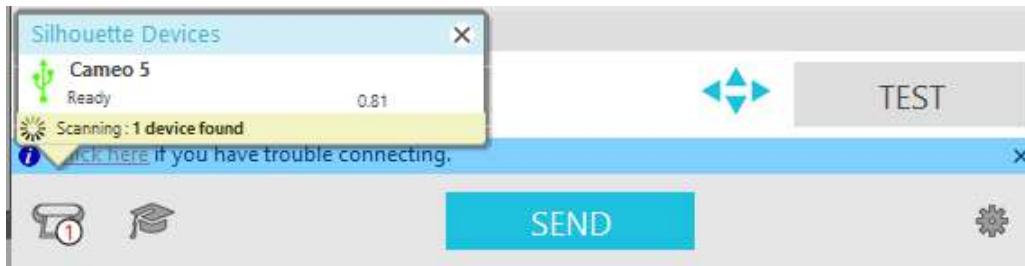 Silhouette Devices
Cameo 5
Ready 0.81
Scanning : 1 device found
i
here if you have trouble connecting.
TEST
SEND
1